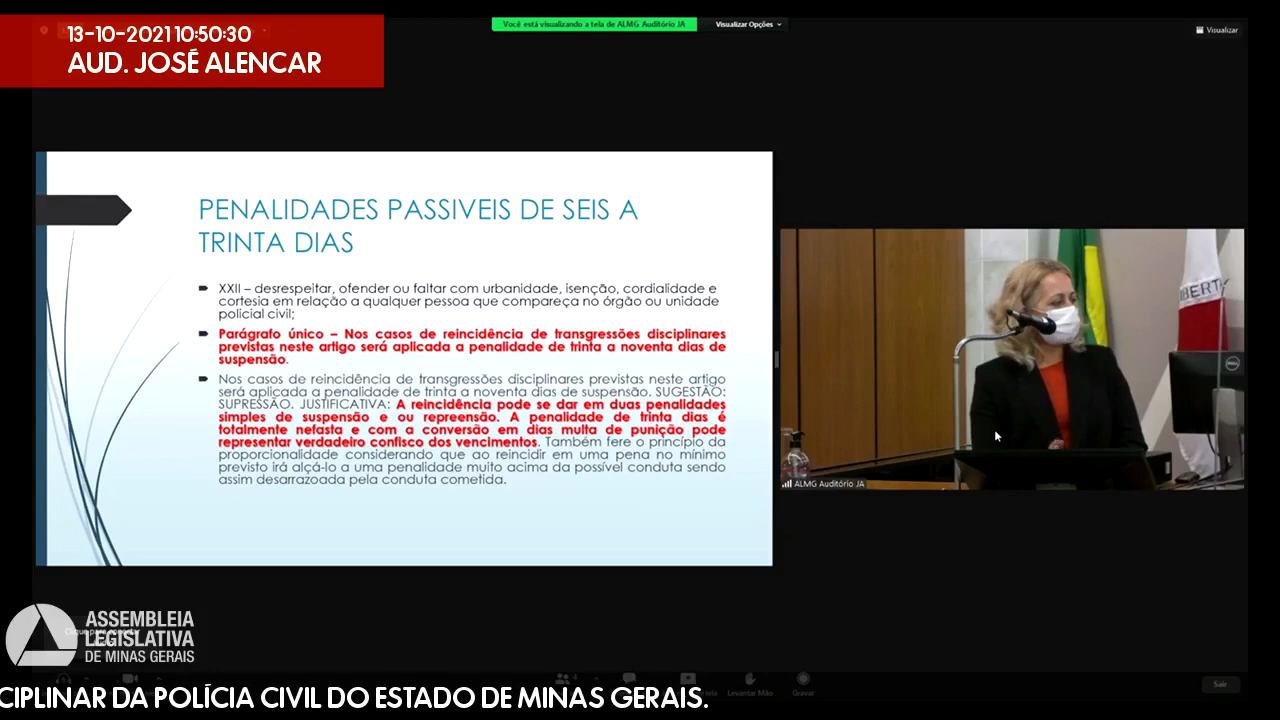 13-10-2021 10:50:30
AUD. JOSÉ ALENCAR
Você está visualizando a tela de ALMG Auditório JA
Visualizar Opções
Visualizar
PENALIDADES PASSIVEIS DE SEIS A
TRINTA DIAS
XXII – desrespeitar, ofender ou faltar com urbanidade, isenção, cordialidade e
cortesia em relação a qualquer pessoa que compareça no órgão ou unidade
policial civil;
Parágrafo único – Nos casos de reincidência de transgressões disciplinares
previstas neste artigo será aplicada a penalidade de trinta a noventa dias de
suspensão.
Nos casos de reincidência de transgressões disciplinares previstas neste artigo
será aplicada a penalidade de trinta a noventa dias de suspensão. SUGESTÃO:
SUPRESSÃO. JUSTIFICATIVA: A reincidência pode se dar em duas penalidades
simples de suspensão e ou repreensão. A penalidade de trinta dias é
totalmente nefasta e com a conversão em dias multa de punição pode
representar verdadeiro confisco dos vencimentos. Também fere o princípio da
proporcionalidade considerando que ao reincidir em uma pena no mínimo
previsto irá alçá-lo a uma penalidade muito acima da possível conduta sendo
assim desarrazoada pela conduta cometida.
IBERT
DELL
ALMG Auditório JA
ASSEMBLEIA
LEGISLATIVA
DE MINAS GERAIS
Levantar Mão
Gravar
Sair
CIPLINAR DA POLÍCIA CIVIL DO ESTADO DE MINAS GERAIS.